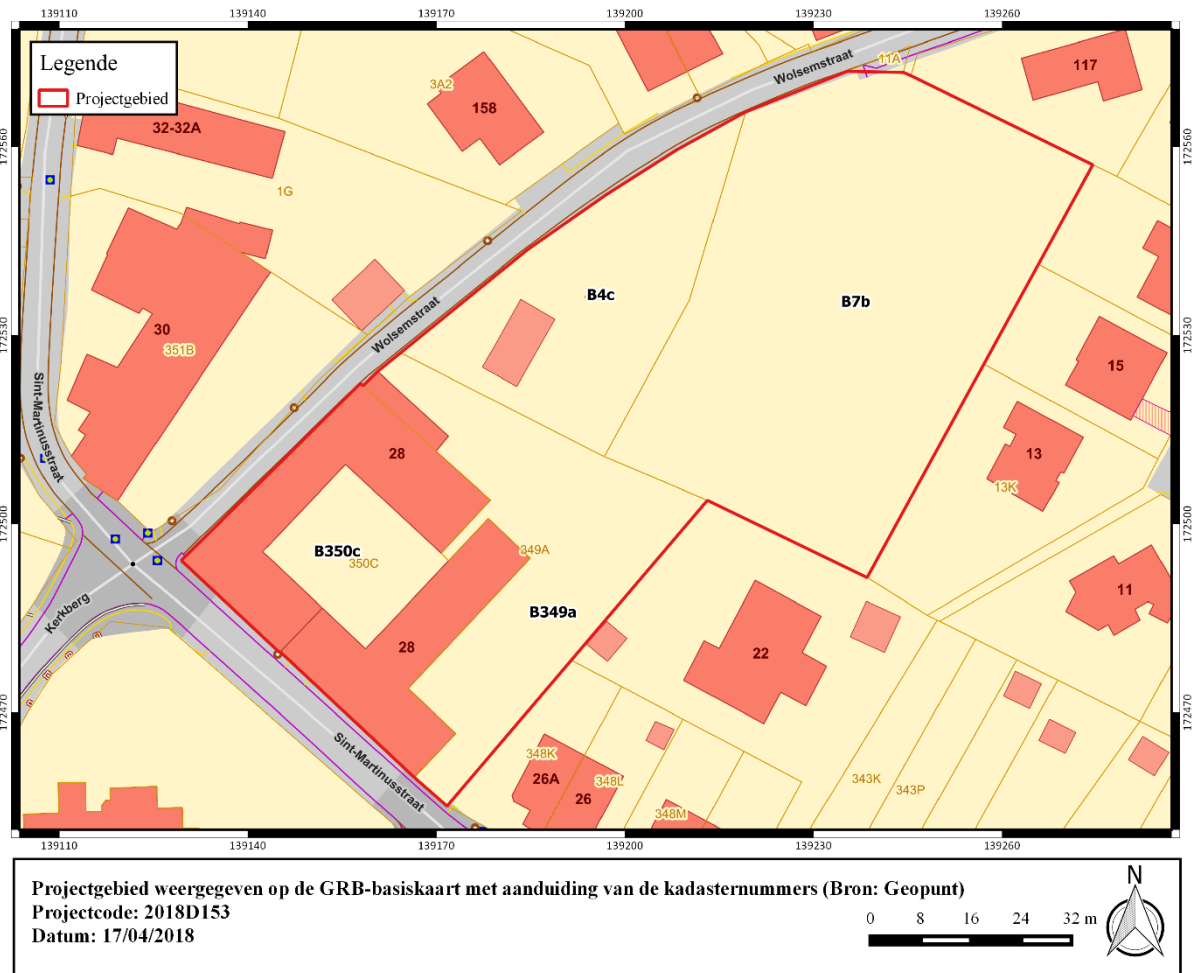 139110 139140 139170 139200 139230 139260
Legende
Projectgebied
Wolsemstraat
11A
117
3A2
158
32-32A
172560
172560
1G
B4c
B7b
30
351B
Wolsemstraat
172530
172530
15
Sint-Martinusstraat
28
13
13K
172500
172500
B350c
350C
349A
B349a
11
Kerkberg
28
22
172470
172470
Sint-Martinusstraat
348K
26A
26
348L
348M
343K
343P
139110 139140 139170 139200 139230 139260
Projectgebied weergegeven op de GRB-basiskaart met aanduiding van de kadasternummers (Bron: Geopunt)
Projectcode: 2018D153
Datum: 17/04/2018
0 8 16 24 32 m
N